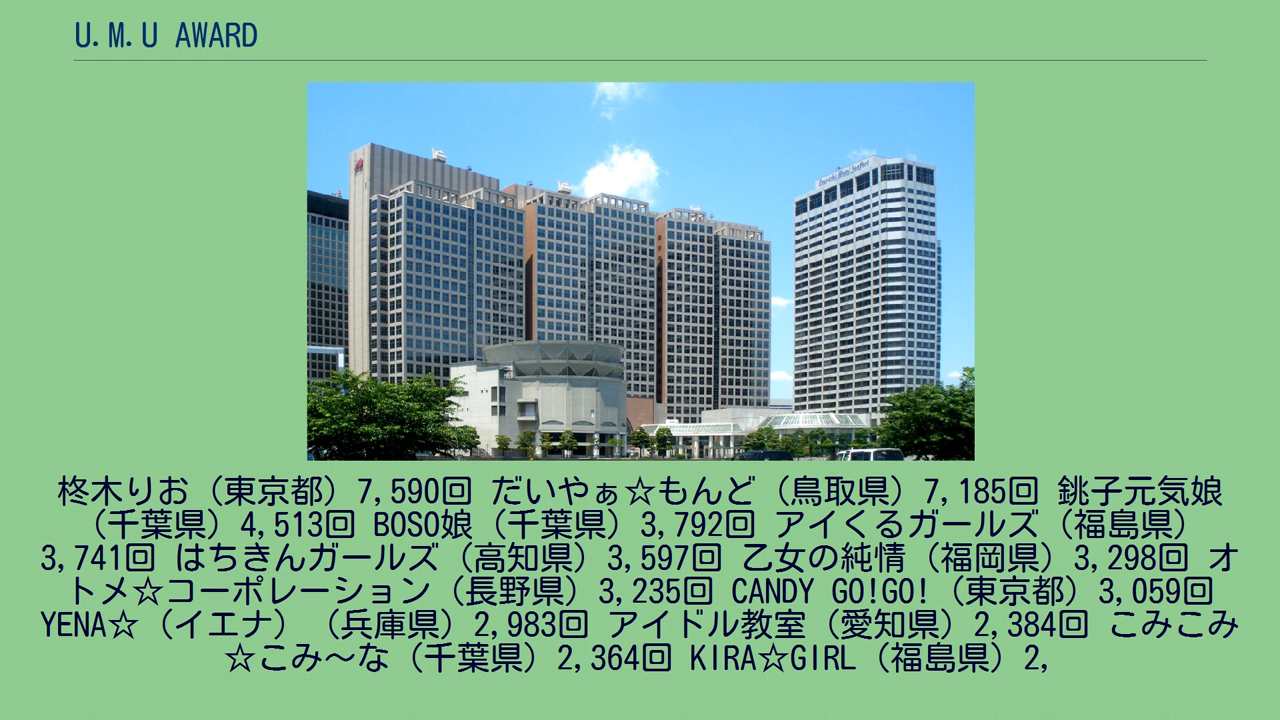 U.M.U AWARD
柊木りお（東京都）7,590回 だいやぁ☆もんど（鳥取県）7,185回 銚子元気娘
（千葉県）4,513回 BOSO娘（千葉県）3,792回 アイくるガールズ（福島県）
3,741回 はちきんガールズ（高知県）3,597回 乙女の純情（福岡県）3,298回 オ
トメ☆コーポレーション（長野県）3,235回 CANDY GO!GO!（東京都）3,059回
YENA☆（イエナ）（兵庫県）2,983回 アイドル教室（愛知県）2,384回 こみこみ
☆こみ〜な（千葉県）2,364回 KIRA☆GIRL（福島県）2,